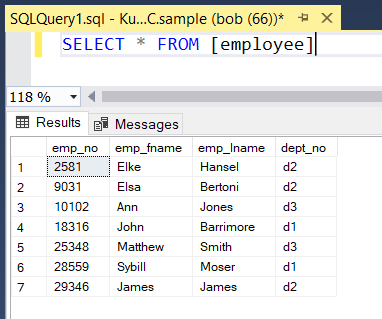 SQLQuery1.sql - Ku...C.sample (bob (66))*
SELECT * FROM [employee]
118 %
Results Messages
emp_no emp_fname emp_lname dept_no
1 2581 Elke Hansel d2
2 9031 Elsa Bertoni d2
3 10102 Ann Jones d3
4 18316 John Barrimore d1
5 25348 Matthew Smith d3
6 28559 Sybill Moser d1
7 29346 James James d2